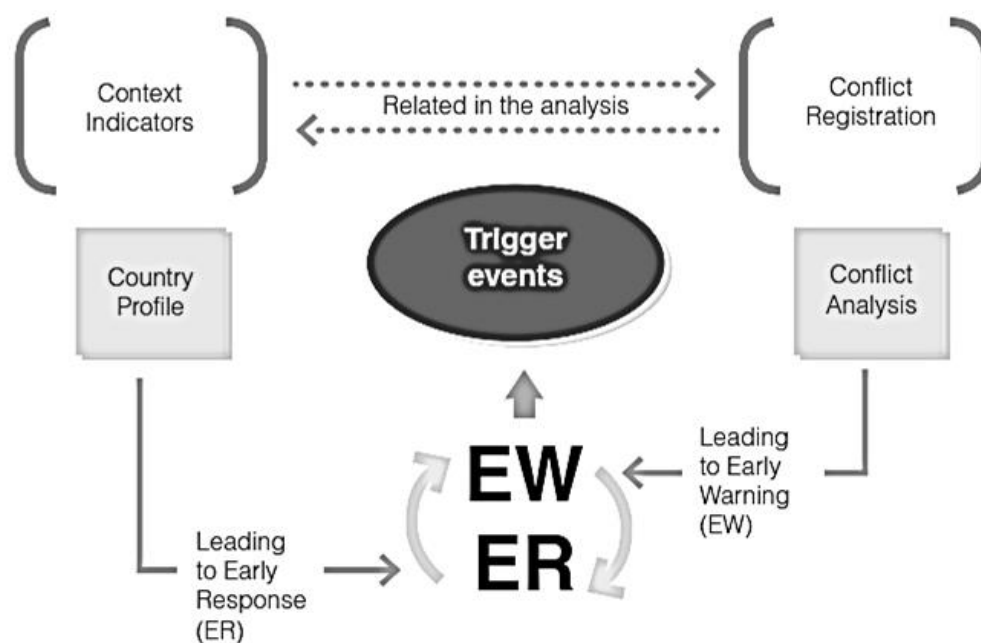 Context
Indicators
Related in the analysis
Conflict
Registration
Trigger
events
Country
Profile
Conflict
Analysis
EW
ER
Leading
to Early
Warning
(EW)
Leading
to Early
Response
(ER)